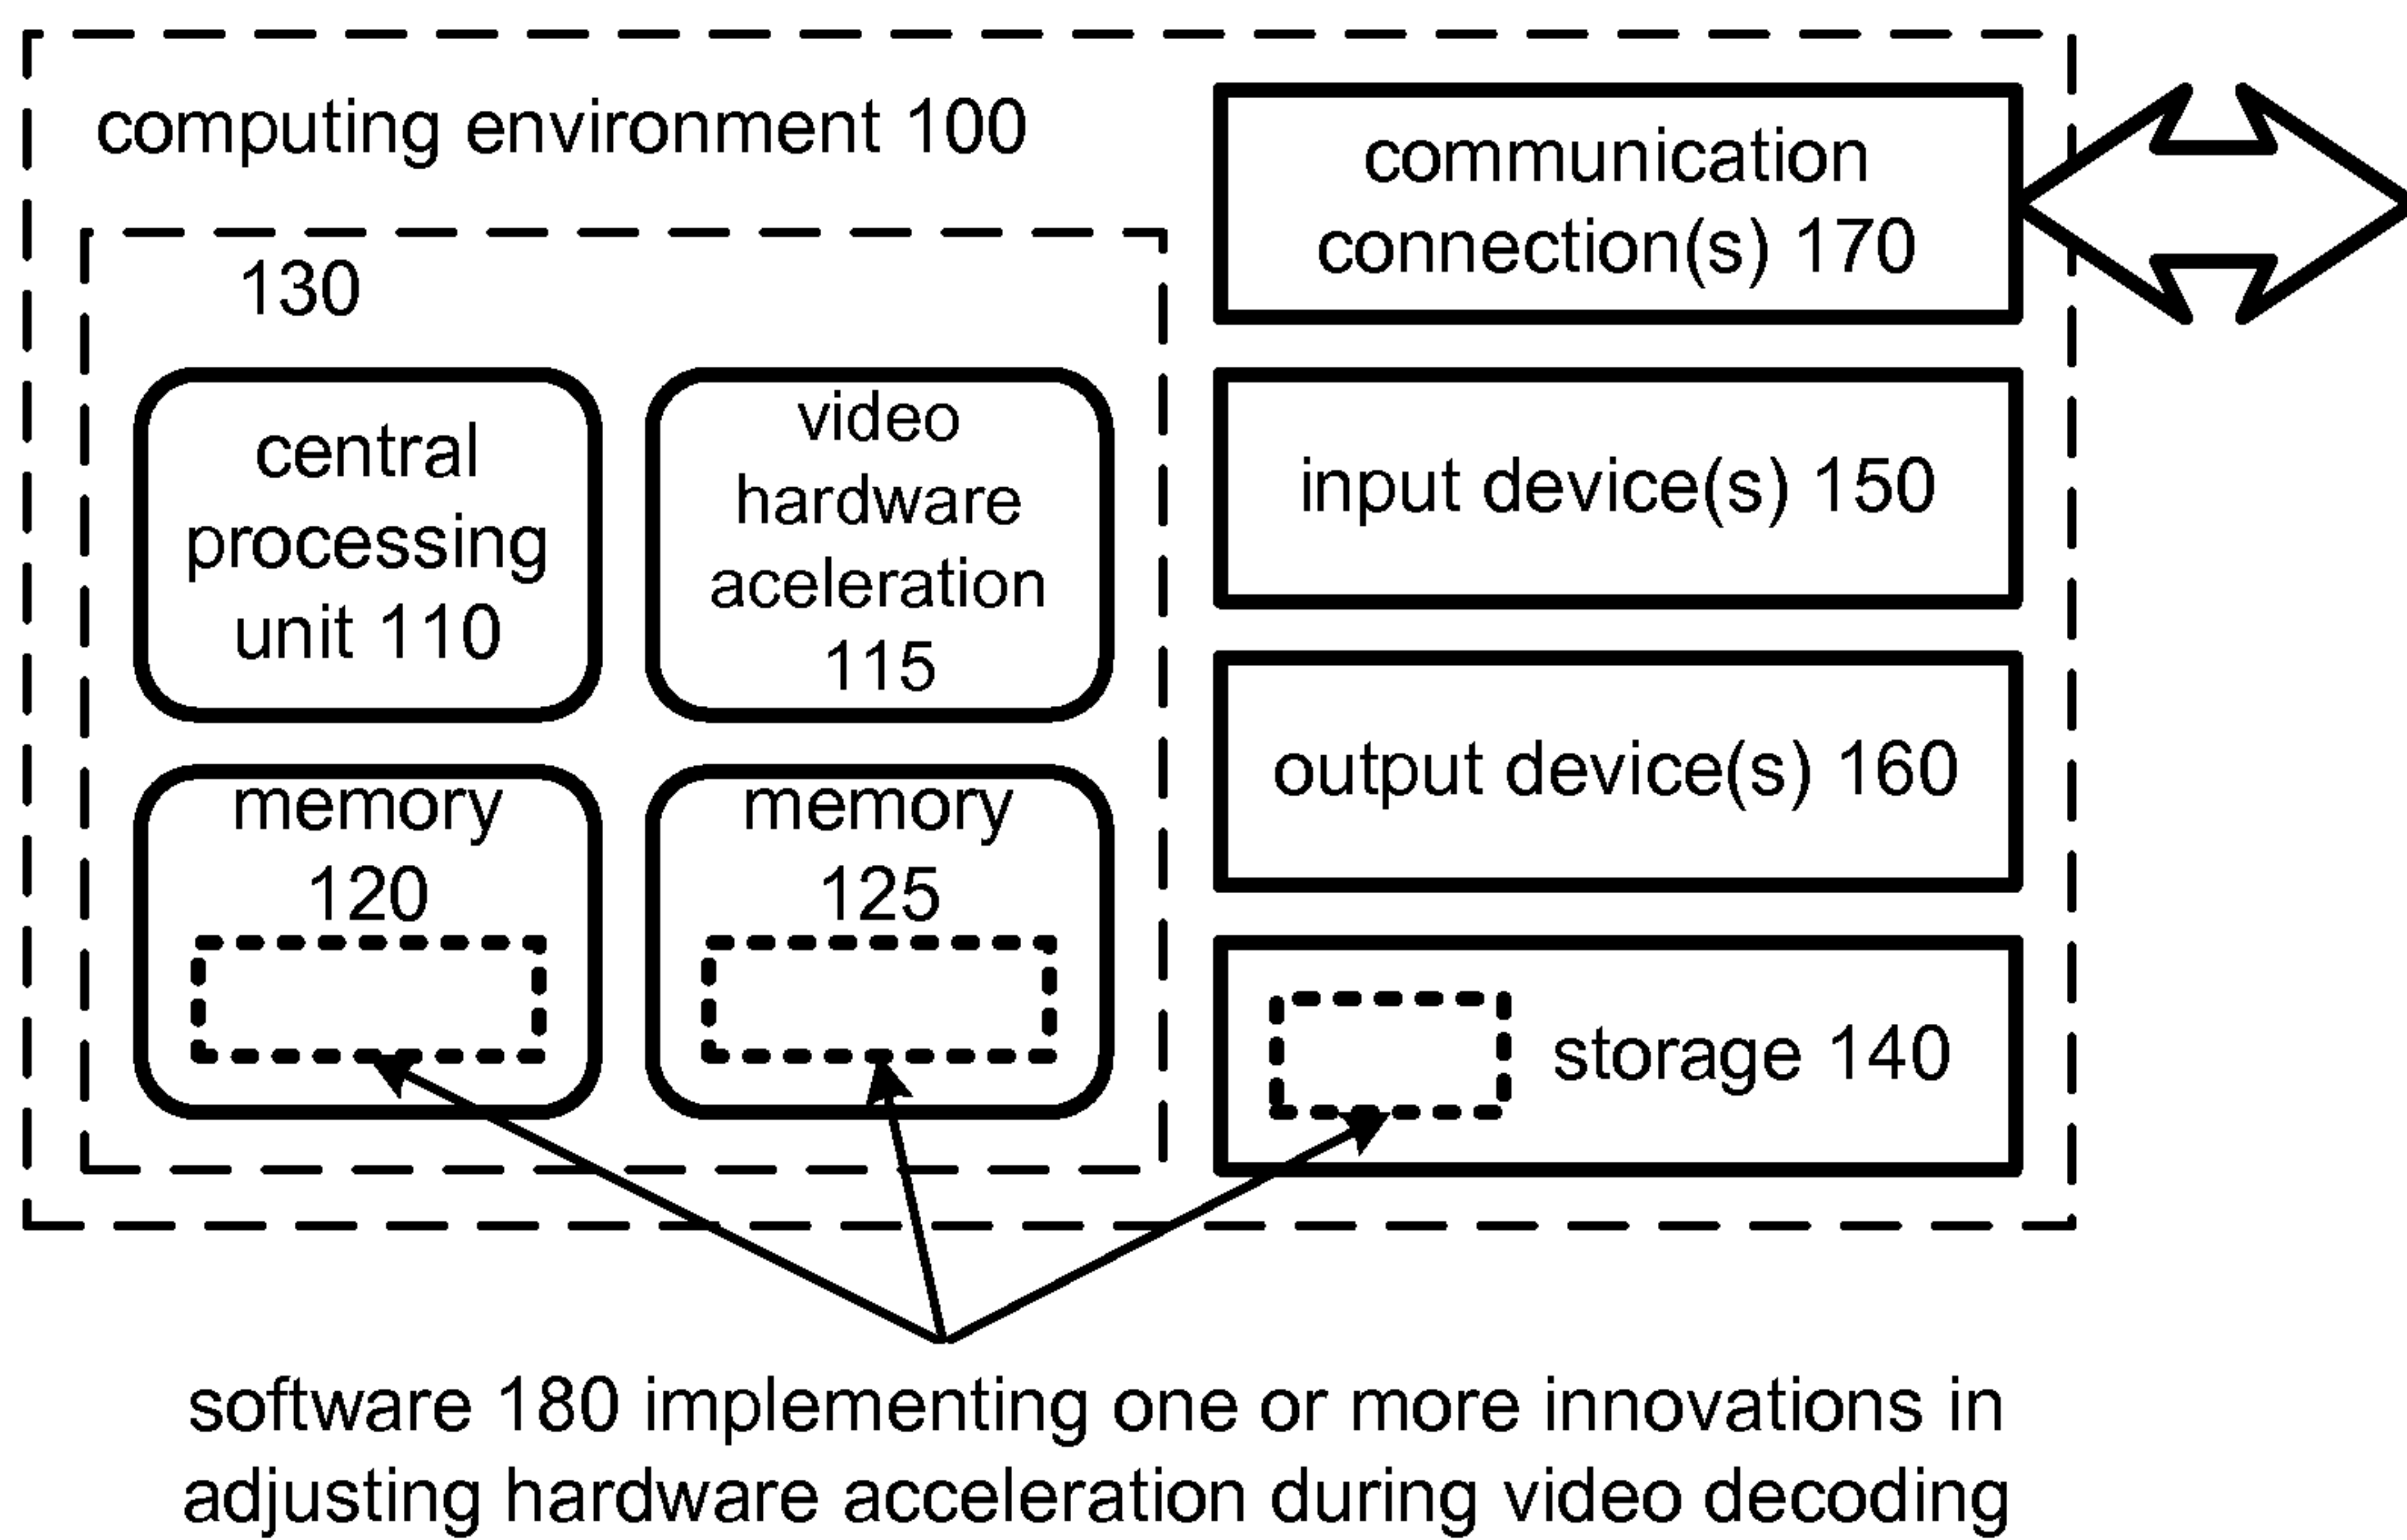 computing environment 100
130
central
processing
unit 110
video
hardware
aceleration
115
memory
120
memory
125
communication
connection(s) 170
input device(s) 150
output device(s) 160
storage 140
software 180 implementing one or more innovations in
adjusting hardware acceleration during video decoding